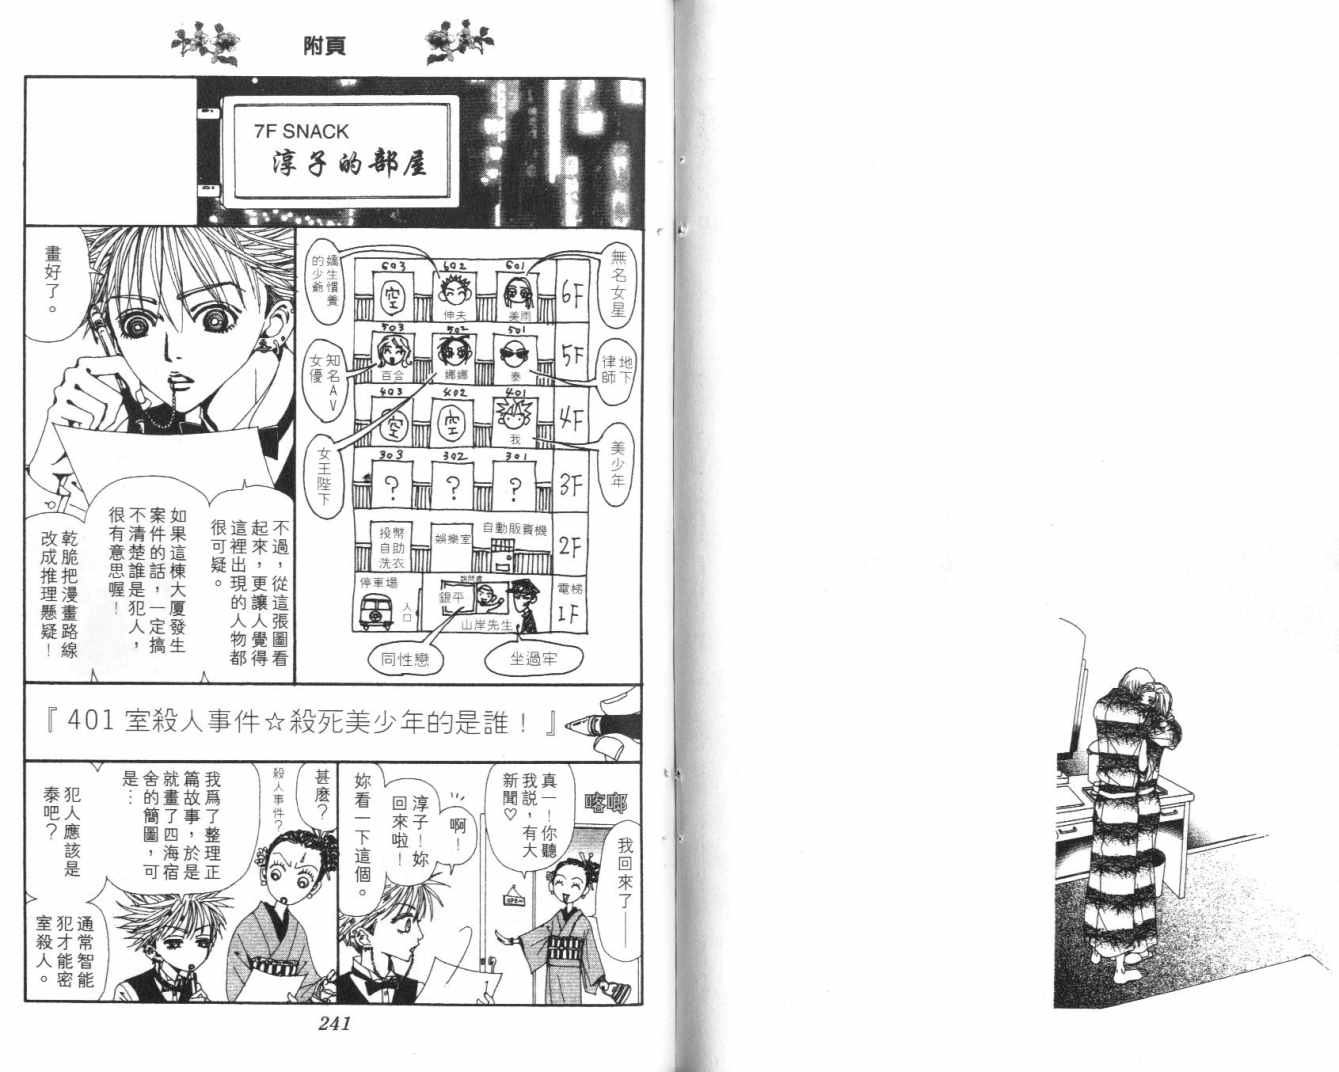 附頁
7F SNACK
淳子的部屋
無名女星
嬌生慣養
的少爺
603
602
601
6F
空
伸夫
美雨
地下
律師
知名AV
女優
503
502
501
5F
百合
娜娜
泰
女王陛下
美少年
403
402
401
4F
空
空
我
303
302
301
3F
?
?
?
投幣
自助
洗衣
娛樂室
自動販賣機
2F
停車場
入口
詢問處
銀平
山岸先生
電梯
1F
同性戀
坐過牢
畫好了。
不過，從這張圖看
起來，更讓人覺得
這裡出現的人物都
很可疑。
如果這棟大廈發生
案件的話，一定搞
不清楚誰是犯人，
很有意思喔！
乾脆把漫畫路線
改成推理懸疑！
『401室殺人事件☆殺死美少年的是誰！』
喀啷
我回來了——
真一！你聽
我説，有大
新聞♡
啊！
淳子！妳
回來啦！
妳看一下這個。
甚麼？
殺人事件？
我爲了整理正
篇故事，於是
就畫了四海宿
舍的簡圖，可
是…
犯人應該是
泰吧？
通常智能
犯才能密
室殺人。
241